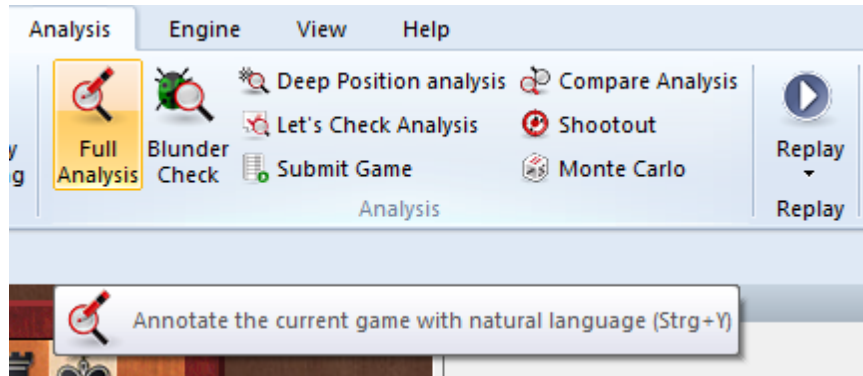 Analysis Engine View Help
Full Analysis
Blunder Check
Deep Position analysis
Let's Check Analysis
Submit Game
Compare Analysis
Shootout
Monte Carlo
Analysis
Replay
Replay
Annotate the current game with natural language (Strg+Y)